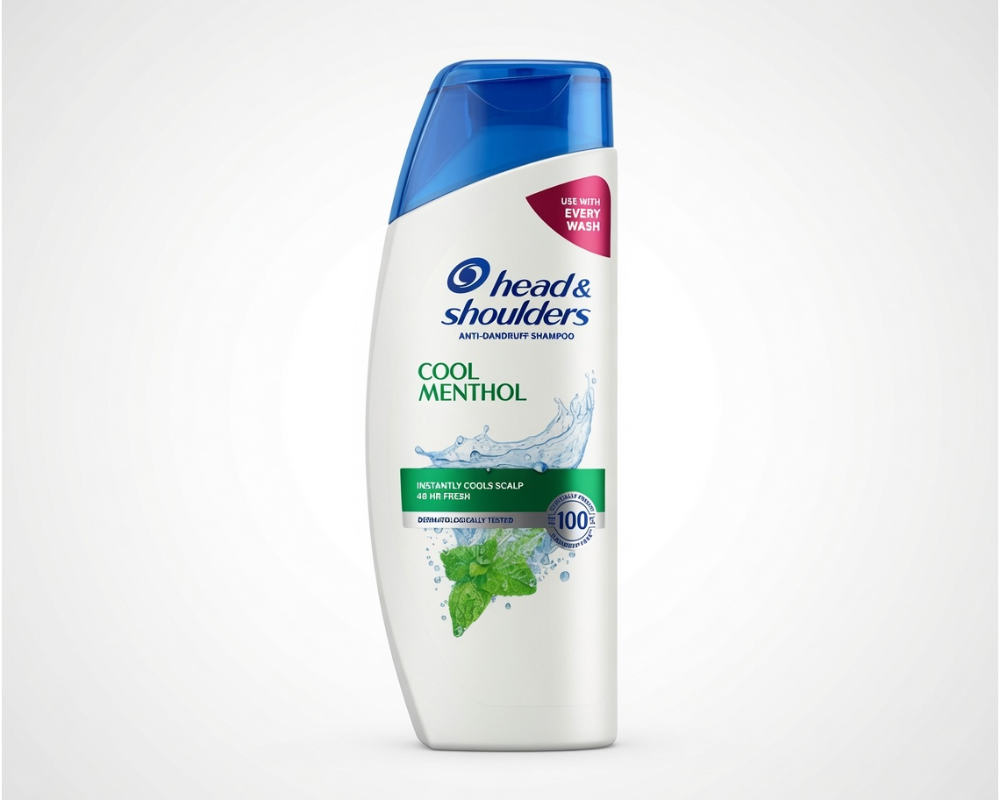 USE WITH
EVERY
WASH
head &
shoulders
ANTI-DANDRUFF SHAMPOO
COOL
MENTHOL
INSTANTLY COOLS SCALP
48 HR FRESH
DERMATOLOGICALLY TESTED
100